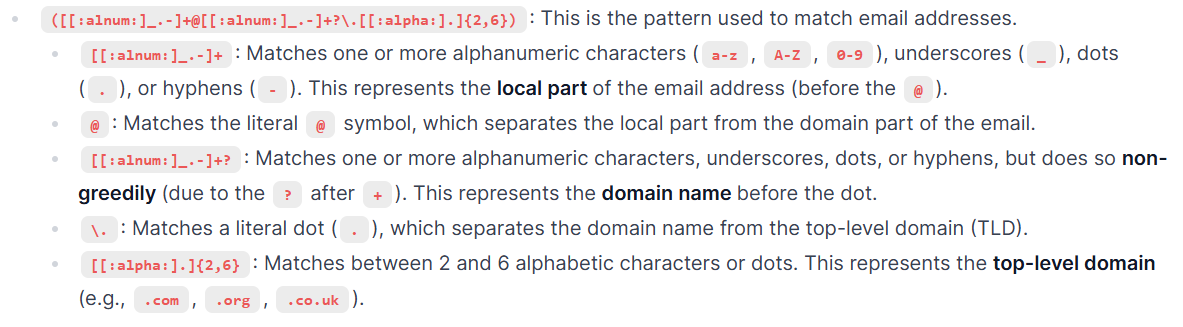 ([[:alnum:]_.-]+@[[:alnum:]_.-]+?\.[[:alpha:].]{2,6}) : This is the pattern used to match email addresses.
[[:alnum:]_.-]+ : Matches one or more alphanumeric characters ( a-z , A-Z , 0-9 ), underscores ( _ ), dots
( . ), or hyphens ( - ). This represents the local part of the email address (before the @ ).
@ : Matches the literal @ symbol, which separates the local part from the domain part of the email.
[[:alnum:]_.-]+? : Matches one or more alphanumeric characters, underscores, dots, or hyphens, but does so non-
greedily (due to the ? after + ). This represents the domain name before the dot.
\. : Matches a literal dot ( . ), which separates the domain name from the top-level domain (TLD).
[[:alpha:].]{2,6} : Matches between 2 and 6 alphabetic characters or dots. This represents the top-level domain
(e.g., .com , .org , .co.uk ).